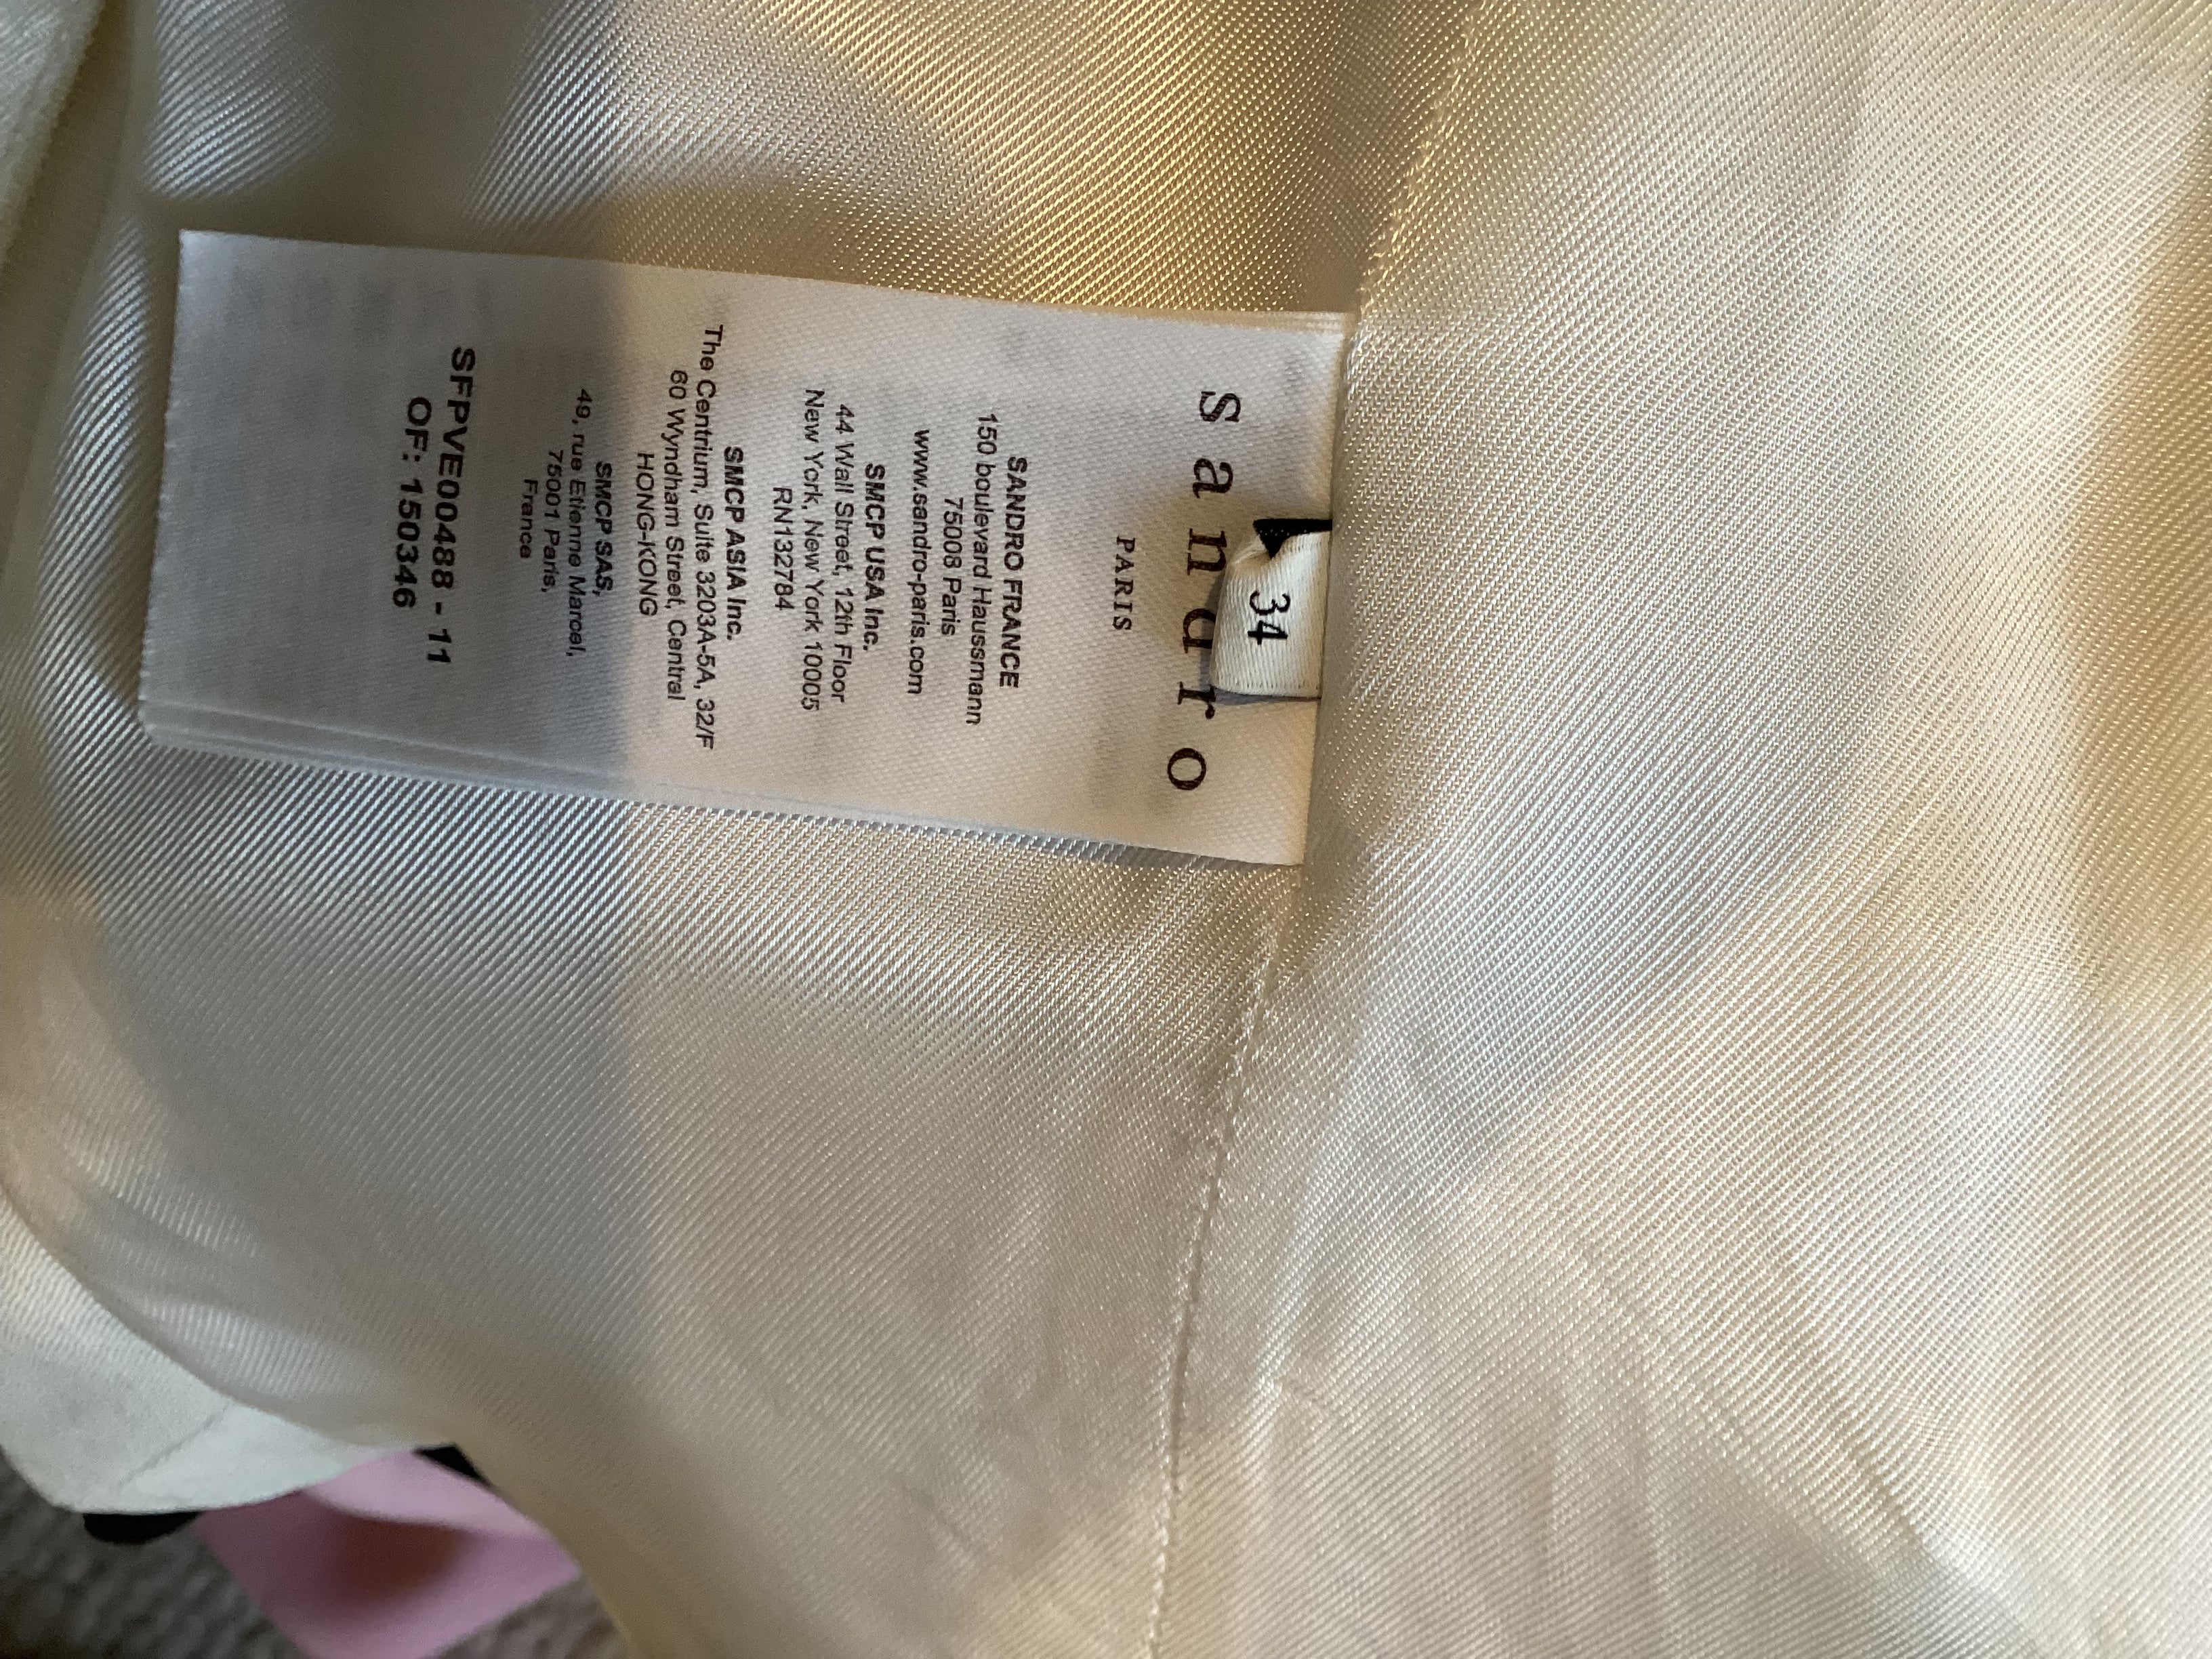 34
sandro
PARIS
SANDRO FRANCE
150 boulevard Haussmann
75008 Paris
www.sandro-paris.com
SMCP USA Inc.
44 Wall Street, 12th Floor
New York, New York 10005
RN132784
SMCP ASIA Inc.
The Centrium, Suite 3203A-5A, 32/F
60 Wyndham Street, Central
HONG-KONG
SMCP SAS,
49, rue Etienne Marcel,
75001 Paris,
France
SFPVE00488 - 11
OF: 150346